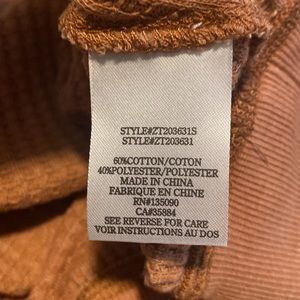 STYLE#ZT203631S
STYLE#ZT203631
60%COTTON/COTON
40%POLYESTER/POLYESTER
MADE IN CHINA
FABRIQUE EN CHINE
RN#135090
CA#35884
SEE REVERSE FOR CARE
VOIR INSTRUCTIONS AU DOS